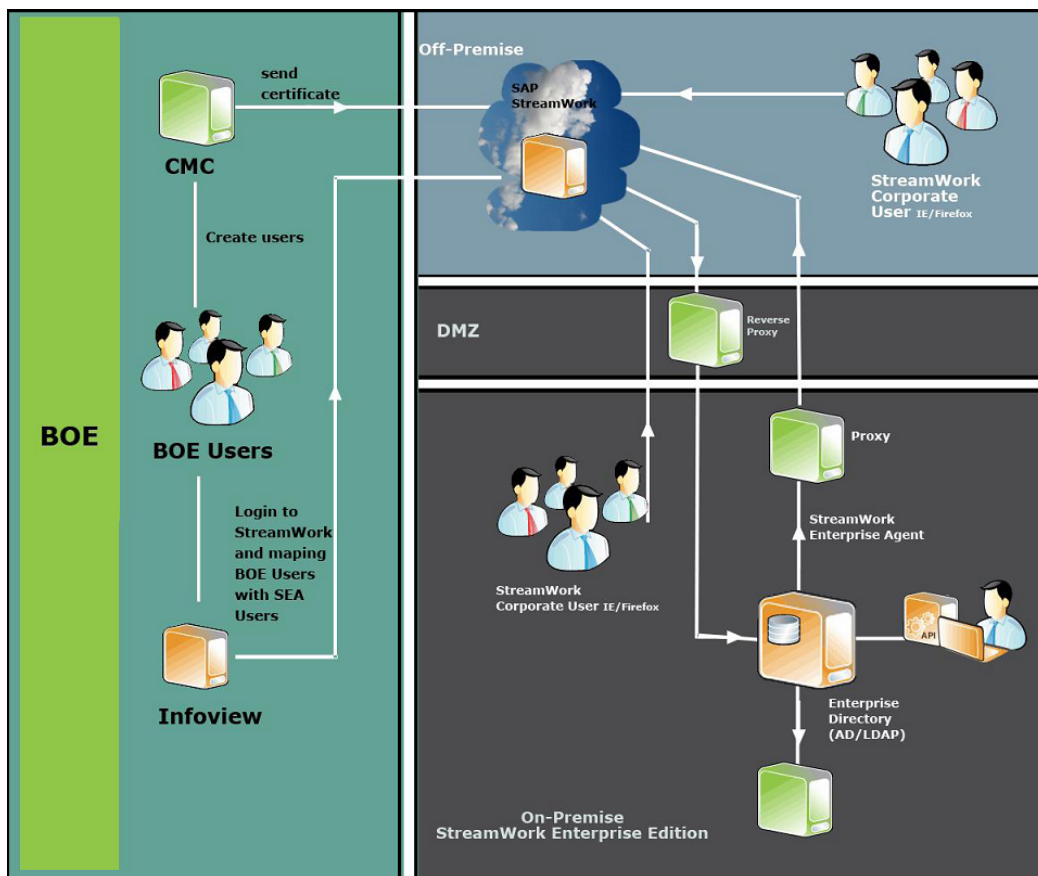 BOE
send
certificate
CMC
Create users
BOE Users
Login to
StreamWork
and maping
BOE Users
with SEA
Users
Infoview
Off-Premise
SAP
StreamWork
StreamWork
Corporate
User IE/Firefox
DMZ
Reverse
Proxy
Proxy
StreamWork
Enterprise Agent
StreamWork
Corporate User IE/Firefox
API
Enterprise
Directory
(AD/LDAP)
On-Premise
StreamWork Enterprise Edition